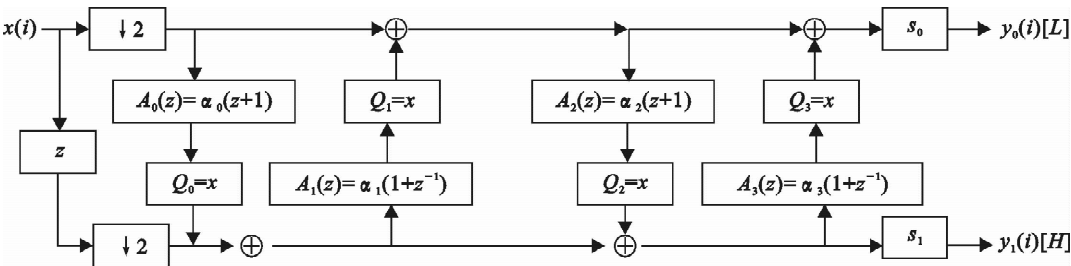 x(i) ↓2 s₀ y₀(i)[L]
A₀(z)=α₀(z+1) Q₁=x A₂(z)=α₂(z+1) Q₃=x
z
Q₀=x A₁(z)=α₁(1+z⁻¹) Q₂=x A₃(z)=α₃(1+z⁻¹)
↓2 s₁ y₁(i)[H]